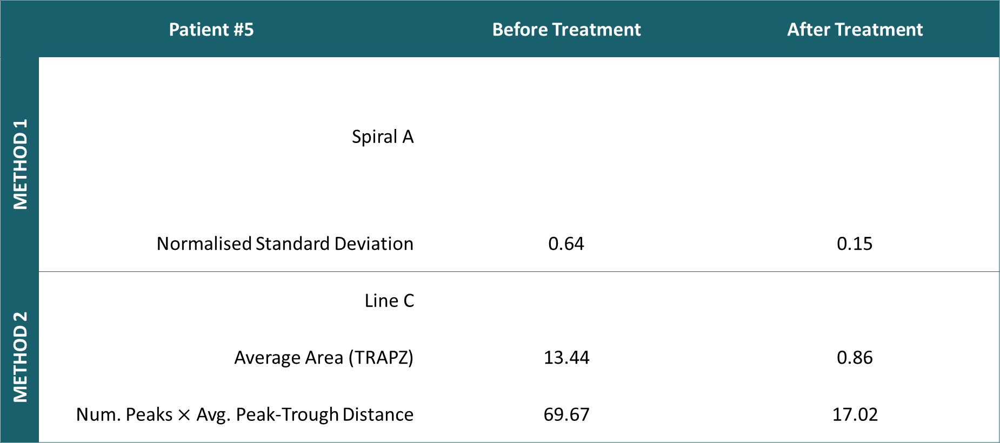 Patient #5 Before Treatment After Treatment
METHOD 1
Spiral A
Normalised Standard Deviation 0.64 0.15
METHOD 2
Line C
Average Area (TRAPZ) 13.44 0.86
Num. Peaks × Avg. Peak-Trough Distance 69.67 17.02